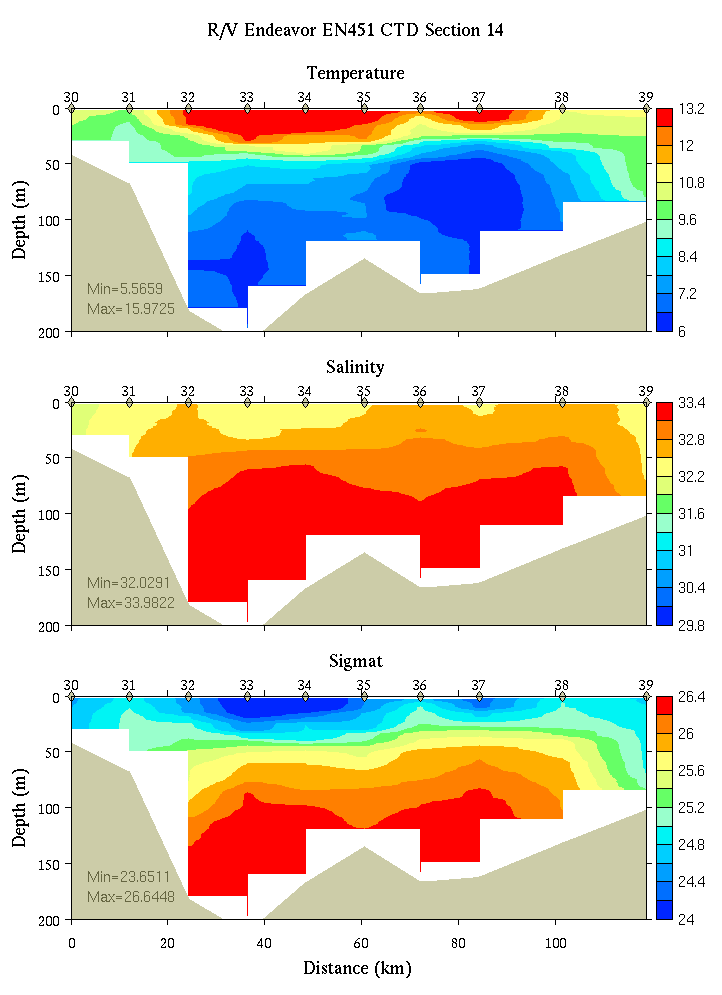 R/V Endeavor EN451 CTD Section 14
Temperature
30 31 32 33 34 35 36 37 38 39
0
50
100
150
200
Depth (m)
Min=5.5659
Max=15.9725
13.2
12
10.8
9.6
8.4
7.2
6
Salinity
30 31 32 33 34 35 36 37 38 39
0
50
100
150
200
Depth (m)
Min=32.0291
Max=33.9822
33.4
32.8
32.2
31.6
31
30.4
29.8
Sigmat
30 31 32 33 34 35 36 37 38 39
0
50
100
150
200
Depth (m)
Min=23.6511
Max=26.6448
26.4
26
25.6
25.2
24.8
24.4
24
0 20 40 60 80 100
Distance (km)